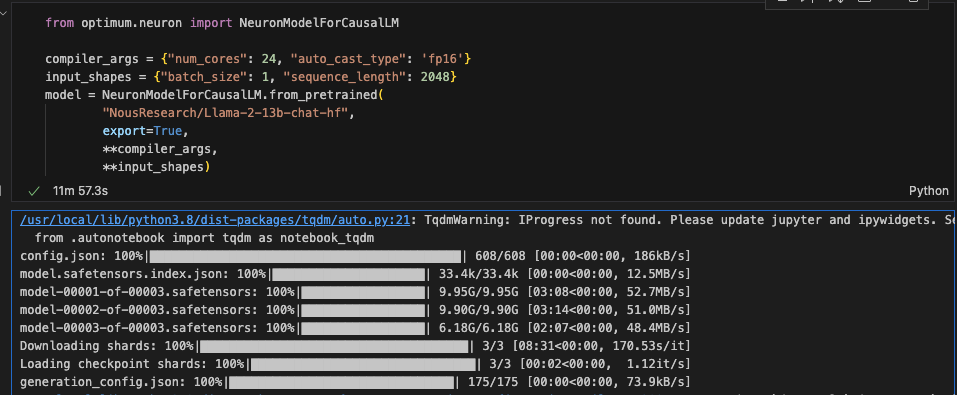 from optimum.neuron import NeuronModelForCausalLM
compiler_args = {"num_cores": 24, "auto_cast_type": 'fp16'}
input_shapes = {"batch_size": 1, "sequence_length": 2048}
model = NeuronModelForCausalLM.from_pretrained(
"NousResearch/Llama-2-13b-chat-hf",
export=True,
**compiler_args,
**input_shapes)
11m 57.3s
Python
/usr/local/lib/python3.8/dist-packages/tqdm/auto.py:21: TqdmWarning: IProgress not found. Please update jupyter and ipywidgets.
from .autonotebook import tqdm as notebook_tqdm
config.json: 100%| | 608/608 [00:00<00:00, 186kB/s]
model.safetensors.index.json: 100%| | 33.4k/33.4k [00:00<00:00, 12.5MB/s]
model-00001-of-00003.safetensors: 100%| | 9.95G/9.95G [03:08<00:00, 52.7MB/s]
model-00002-of-00003.safetensors: 100%| | 9.90G/9.90G [03:14<00:00, 51.0MB/s]
model-00003-of-00003.safetensors: 100%| | 6.18G/6.18G [02:07<00:00, 48.4MB/s]
Downloading shards: 100%| | 3/3 [08:31<00:00, 170.53s/it]
Loading checkpoint shards: 100%| | 3/3 [00:02<00:00, 1.12it/s]
generation_config.json: 100%| | 175/175 [00:00<00:00, 73.9kB/s]